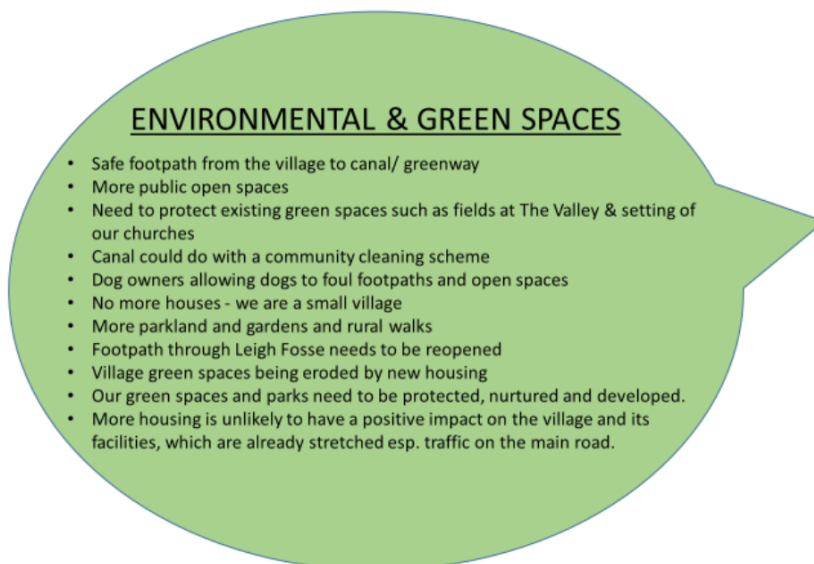 ENVIRONMENTAL & GREEN SPACES
• Safe footpath from the village to canal/ greenway
• More public open spaces
• Need to protect existing green spaces such as fields at The Valley & setting of
our churches
• Canal could do with a community cleaning scheme
• Dog owners allowing dogs to foul footpaths and open spaces
• No more houses - we are a small village
• More parkland and gardens and rural walks
• Footpath through Leigh Fosse needs to be reopened
• Village green spaces being eroded by new housing
• Our green spaces and parks need to be protected, nurtured and developed.
• More housing is unlikely to have a positive impact on the village and its
facilities, which are already stretched esp. traffic on the main road.